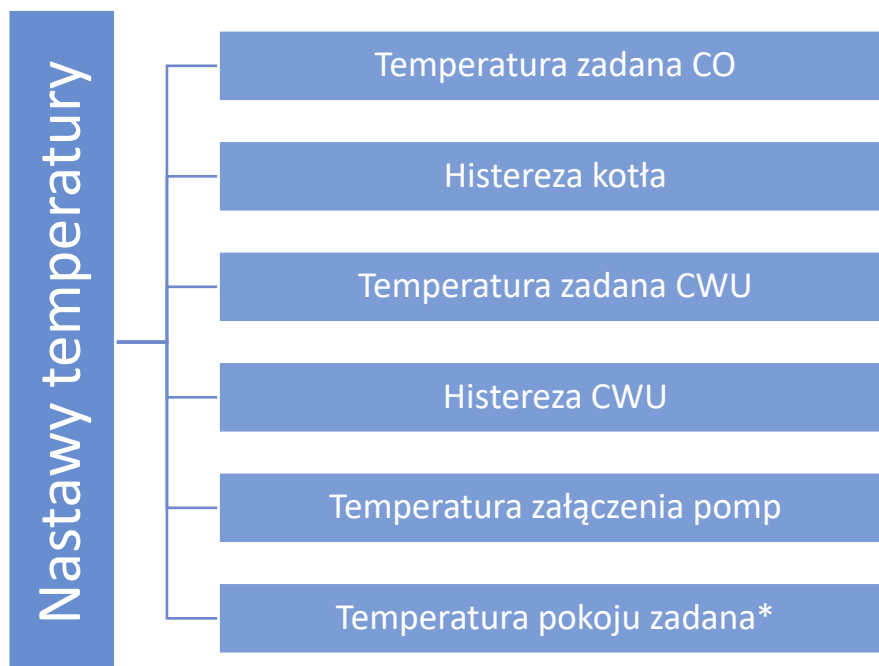 Nastawy temperatury
Temperatura zadana CO
Histereza kotła
Temperatura zadana CWU
Histereza CWU
Temperatura załączenia pomp
Temperatura pokoju zadana*